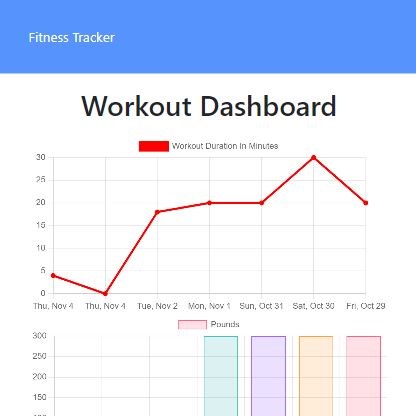 Fitness Tracker
Workout Dashboard
Workout Duration In Minutes
30
25
20
15
10
5
0
Thu, Nov 4 Thu, Nov 4 Tue, Nov 2 Mon, Nov 1 Sun, Oct 31 Sat, Oct 30 Fri, Oct 29
Pounds
300
250
200
150
100